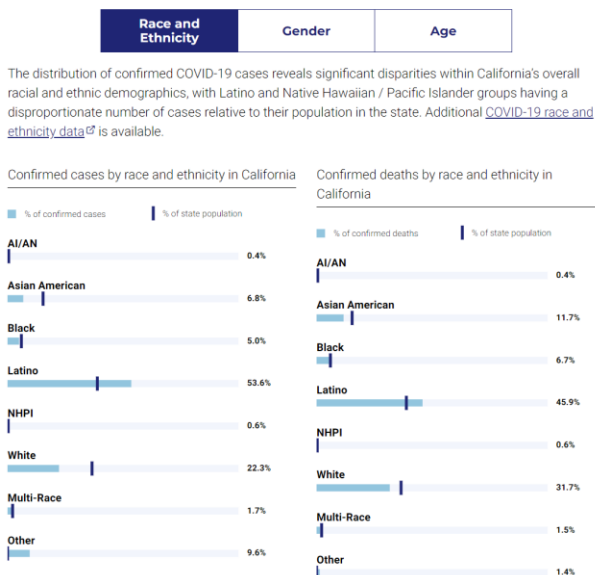 Race and
Ethnicity
Gender
Age
The distribution of confirmed COVID-19 cases reveals significant disparities within California's overall
racial and ethnic demographics, with Latino and Native Hawaiian / Pacific Islander groups having a
disproportionate number of cases relative to their population in the state. Additional COVID-19 race and
ethnicity data is available.
Confirmed cases by race and ethnicity in California
% of confirmed cases
% of state population
AI/AN
0.4%
Asian American
6.8%
Black
5.0%
Latino
53.6%
NHPI
0.6%
White
22.3%
Multi-Race
1.7%
Other
9.6%
Confirmed deaths by race and ethnicity in
California
% of confirmed deaths
% of state population
AI/AN
0.4%
Asian American
11.7%
Black
6.7%
Latino
45.9%
NHPI
0.6%
White
31.7%
Multi-Race
1.5%
Other
1.4%